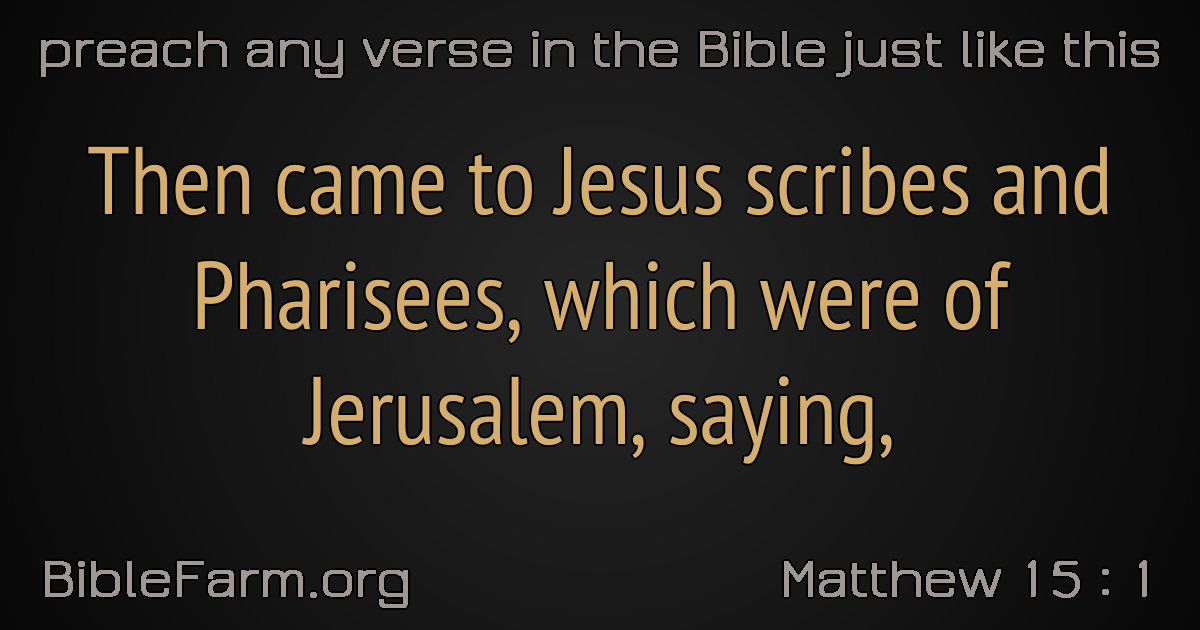 preach any verse in the Bible just like this
Then came to Jesus scribes and
Pharisees, which were of
Jerusalem, saying,
BibleFarm.org
Matthew 15 : 1